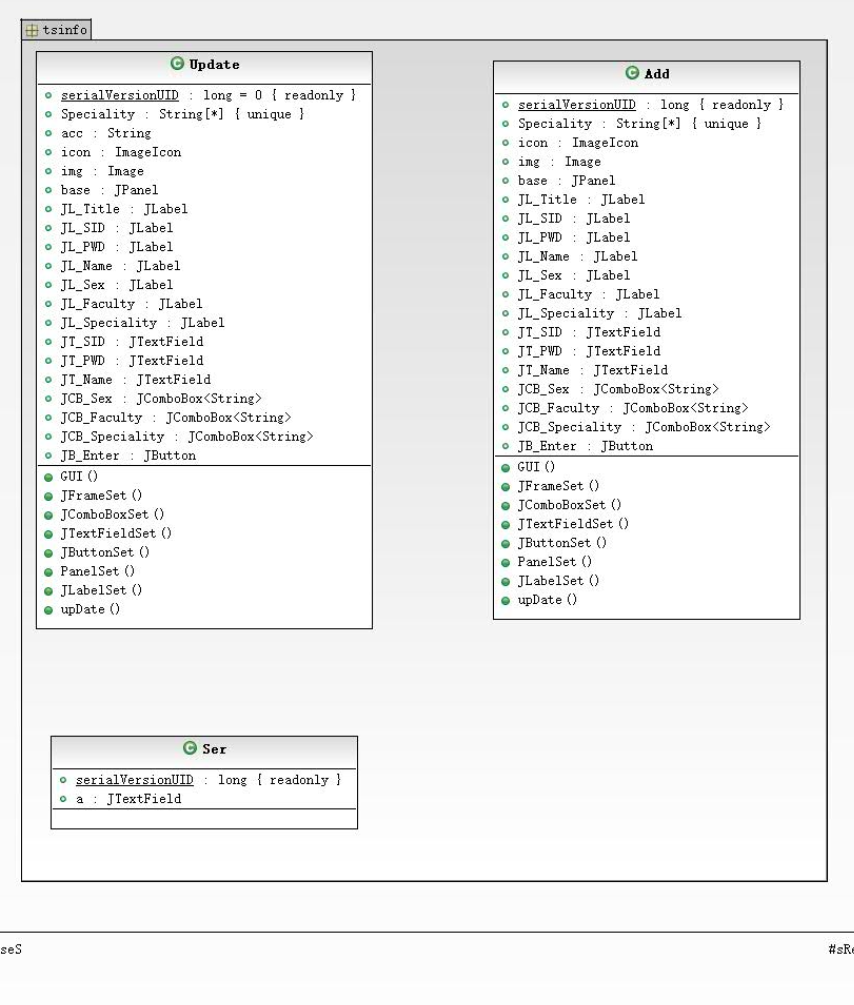 tsinfo
Update
serialVersionUID : long = 0 { readonly }
Speciality : String[*] { unique }
acc : String
icon : ImageIcon
img : Image
base : JPanel
JL_Title : JLabel
JL_SID : JLabel
JL_PWD : JLabel
JL_Name : JLabel
JL_Sex : JLabel
JL_Faculty : JLabel
JL_Speciality : JLabel
JT_SID : JTextField
JT_PWD : JTextField
JT_Name : JTextField
JCB_Sex : JComboBox<String>
JCB_Faculty : JComboBox<String>
JCB_Speciality : JComboBox<String>
JB_Enter : JButton
GUI()
JFrameSet()
JComboBoxSet()
JTextFieldSet()
JButtonSet()
PanelSet()
JLabelSet()
upDate()
Add
serialVersionUID : long { readonly }
Speciality : String[*] { unique }
icon : ImageIcon
img : Image
base : JPanel
JL_Title : JLabel
JL_SID : JLabel
JL_PWD : JLabel
JL_Name : JLabel
JL_Sex : JLabel
JL_Faculty : JLabel
JL_Speciality : JLabel
JT_SID : JTextField
JT_PWD : JTextField
JT_Name : JTextField
JCB_Sex : JComboBox<String>
JCB_Faculty : JComboBox<String>
JCB_Speciality : JComboBox<String>
JB_Enter : JButton
GUI()
JFrameSet()
JComboBoxSet()
JTextFieldSet()
JButtonSet()
PanelSet()
JLabelSet()
upDate()
Ser
serialVersionUID : long { readonly }
a : JTextField
seS
#sRe